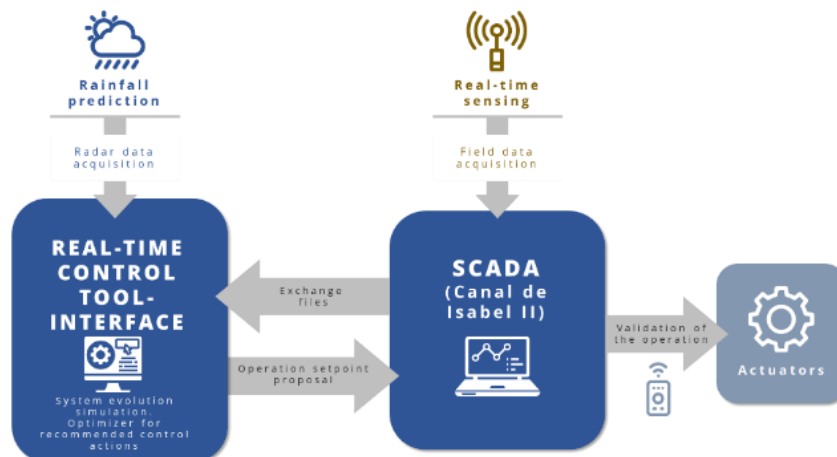 Rainfall
prediction
Real-time
sensing
Radar data
acquisition
Field data
acquisition
REAL-TIME
CONTROL
TOOL-
INTERFACE
System evolution
simulation.
Optimizer for
recommended control
actions
Exchange
files
Operation setpoint
proposal
SCADA
(Canal de
Isabel II)
Validation of
the operation
Actuators